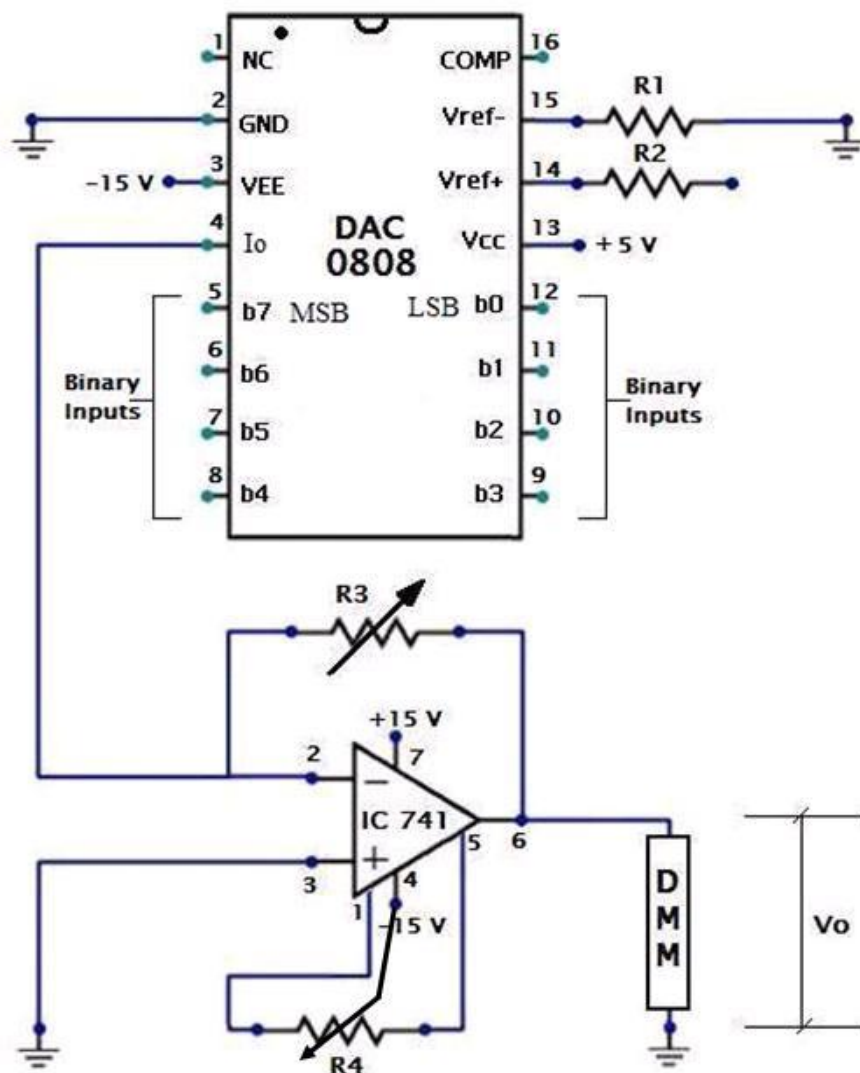 1
NC
COMP
16
2
GND
Vref-
15
R1
3
-15 V
VEE
Vref+
14
R2
4
Io
DAC
0808
Vcc
13
+5 V
5
b7 MSB
LSB b0
12
6
b6
b1
11
Binary
Inputs
Binary
Inputs
7
b5
b2
10
8
b4
b3
9
R3
+15 V
2
7
IC 741
5
6
3
4
1
-15 V
R4
DMM
Vo